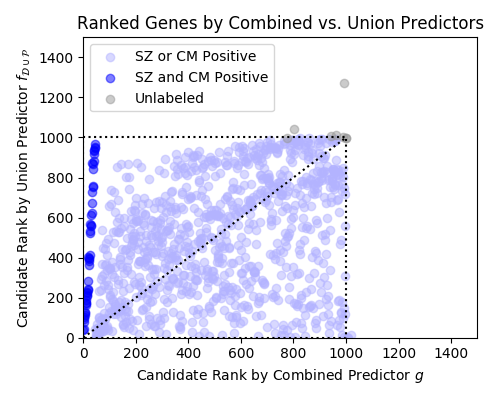 Ranked Genes by Combined vs. Union Predictors
Candidate Rank by Union Predictor f_{𝒟∪𝒫}
1400
1200
1000
800
600
400
200
0
SZ or CM Positive
SZ and CM Positive
Unlabeled
0 200 400 600 800 1000 1200 1400
Candidate Rank by Combined Predictor g